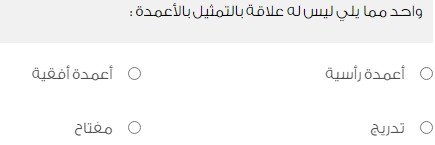 واحد مما يلي ليس له علاقة بالتمثيل بالأعمدة :
أعمدة رأسية
أعمدة أفقية
تدريج
مفتاح